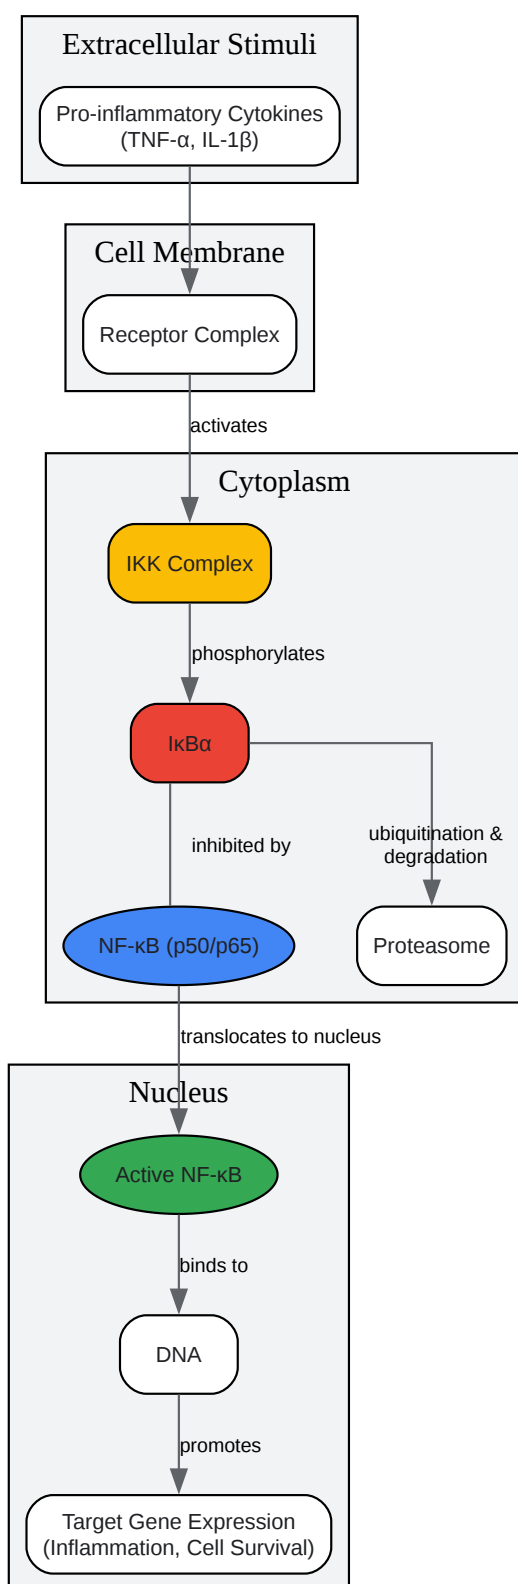 Extracellular Stimuli
Pro-inflammatory Cytokines
(TNF-α, IL-1β)
Cell Membrane
Receptor Complex
activates
Cytoplasm
IKK Complex
phosphorylates
IκBα
inhibited by
ubiquitination &
degradation
NF-κB (p50/p65)
Proteasome
translocates to nucleus
Nucleus
Active NF-κB
binds to
DNA
promotes
Target Gene Expression
(Inflammation, Cell Survival)